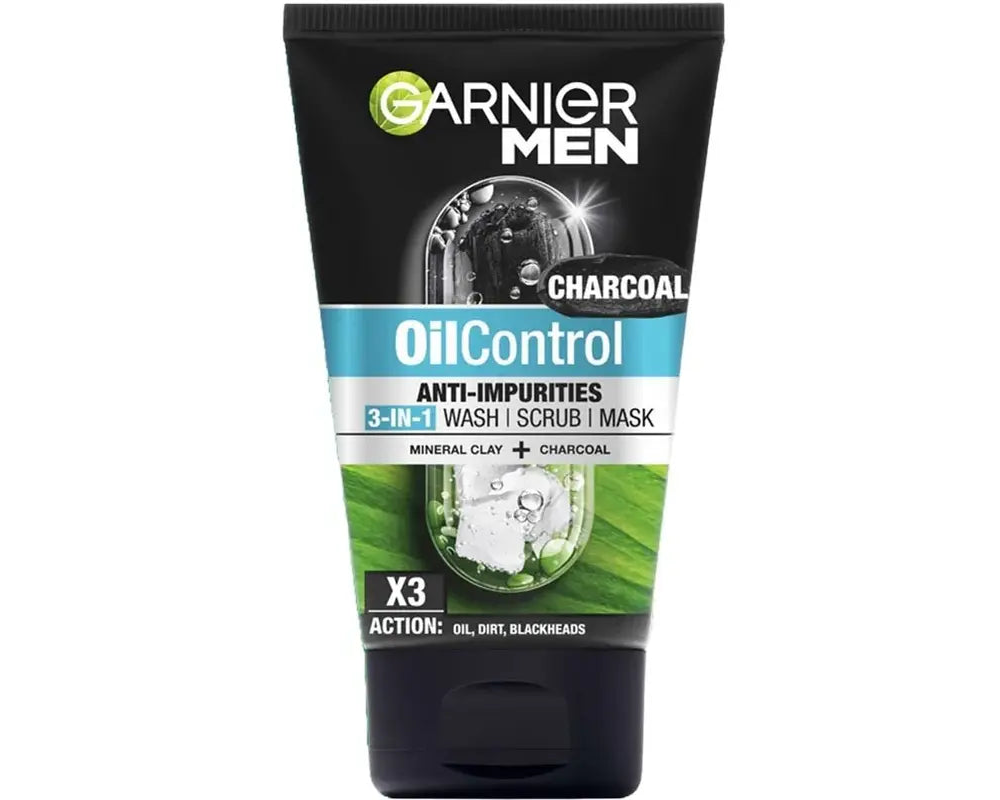 GARNIER
MEN
CHARCOAL
OilControl
ANTI-IMPURITIES
3-IN-1 WASH | SCRUB | MASK
MINERAL CLAY + CHARCOAL
X3
ACTION: OIL, DIRT, BLACKHEADS